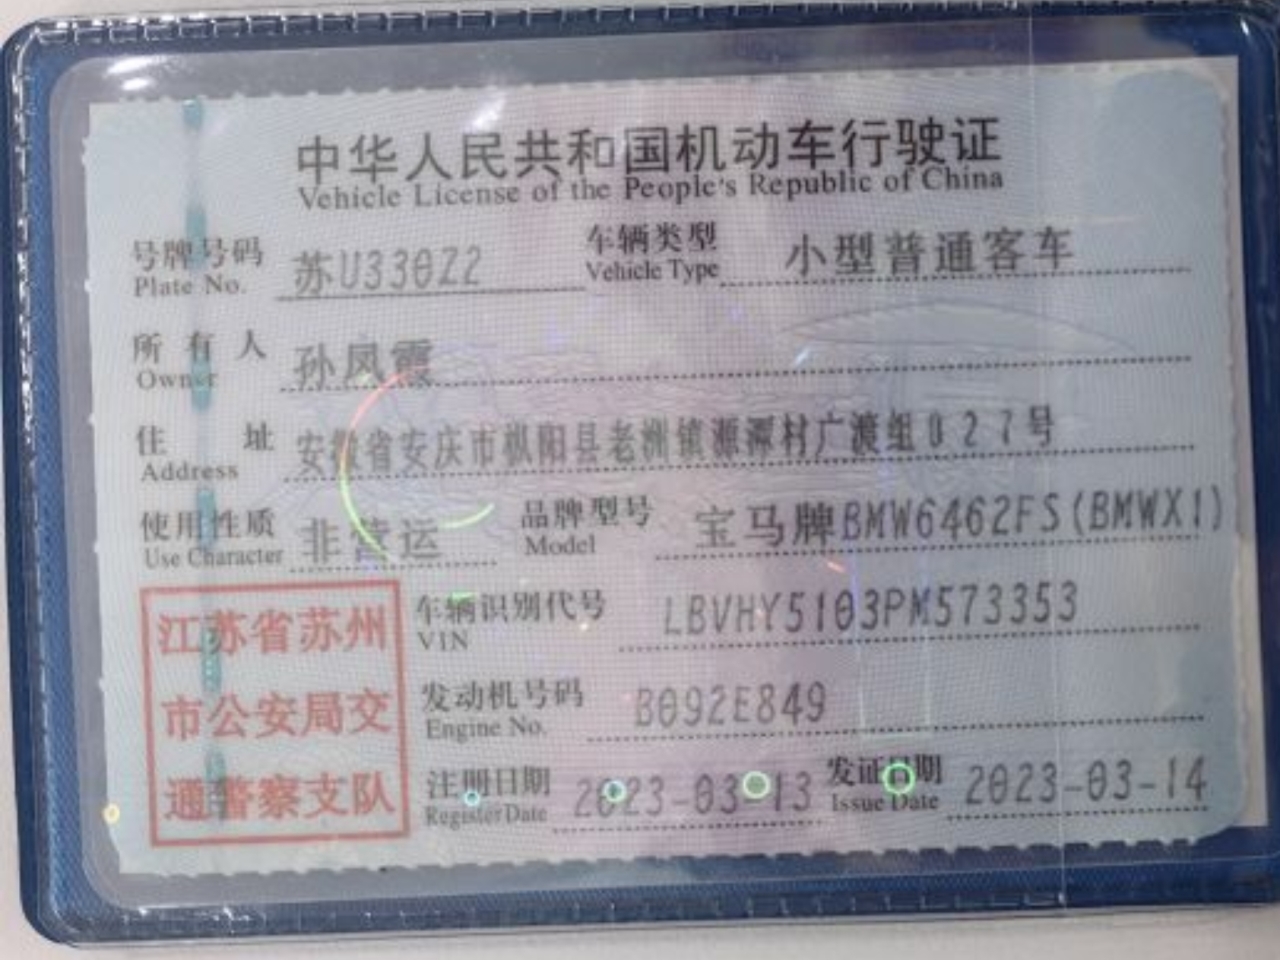 中华人民共和国机动车行驶证
Vehicle License of the People's Republic of China
号牌号码 苏U330Z2 车辆类型 小型普通客车
Plate No. Vehicle Type
所有人 孙凤霞
Owner
住址 安徽省安庆市枞阳县老洲镇源潭村广渡组027号
Address
使用性质 非营运 品牌型号 宝马牌BMW6462FS(BMWX1)
Use Character Model
江苏省苏州
市公安局交
通警察支队
车辆识别代号 LBVHY5103PM573353
VIN
发动机号码 B092E849
Engine No.
注册日期 2023-03-13 发证日期 2023-03-14
Register Date Issue Date